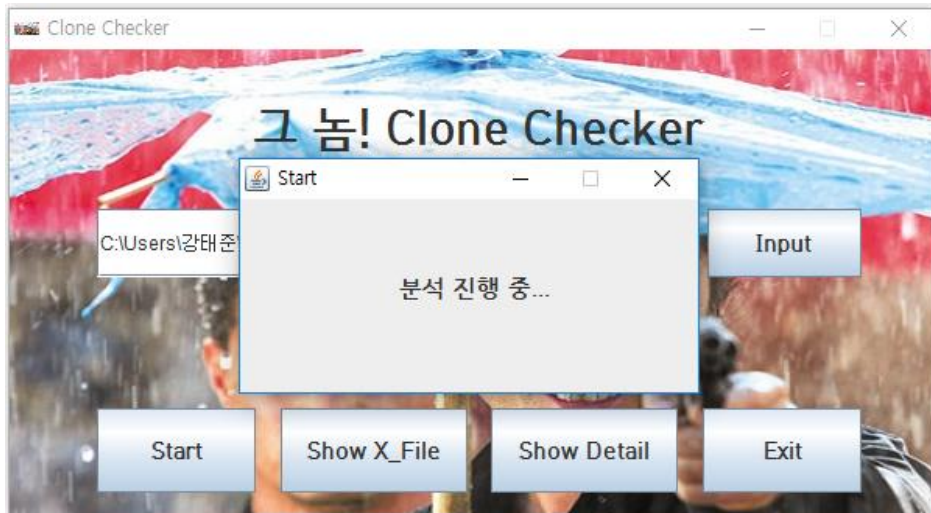 Clone Checker
그 놈! Clone Checker
Start
C:\Users\강태준\
Input
분석 진행 중...
Start
Show X_File
Show Detail
Exit